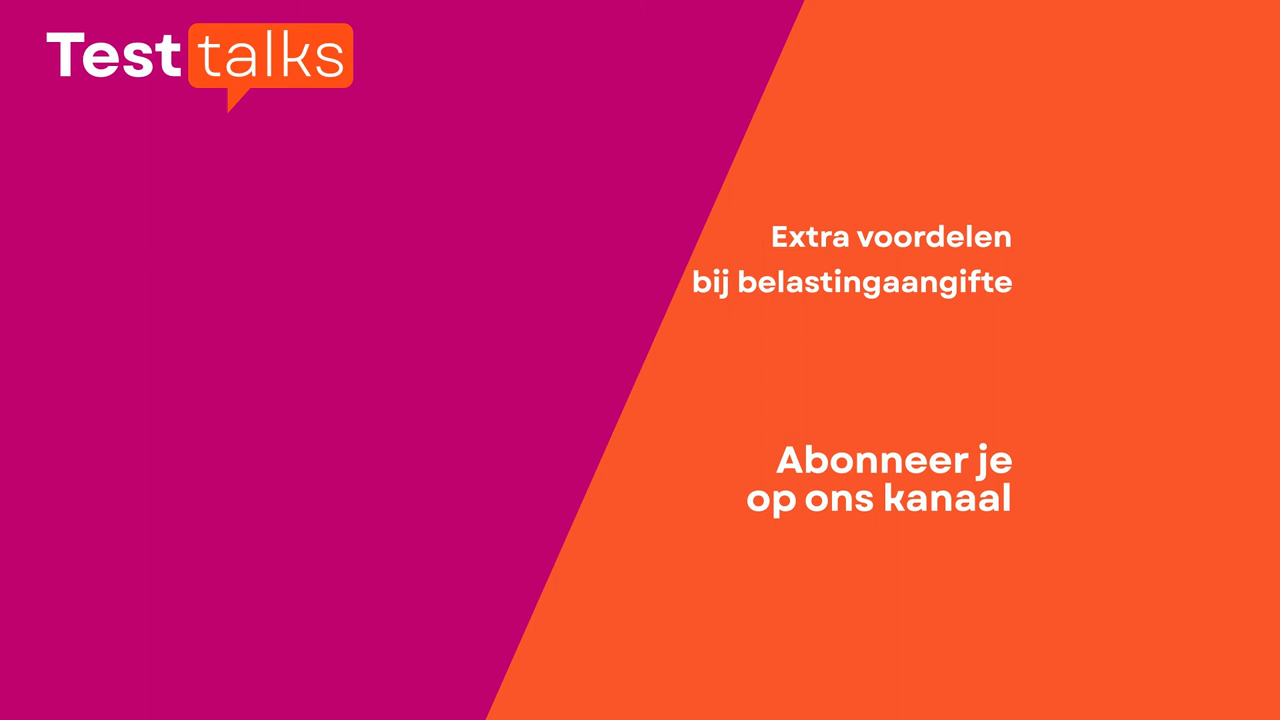 Test talks
Extra voordelen
bij belastingaangifte
Abonneer je
op ons kanaal